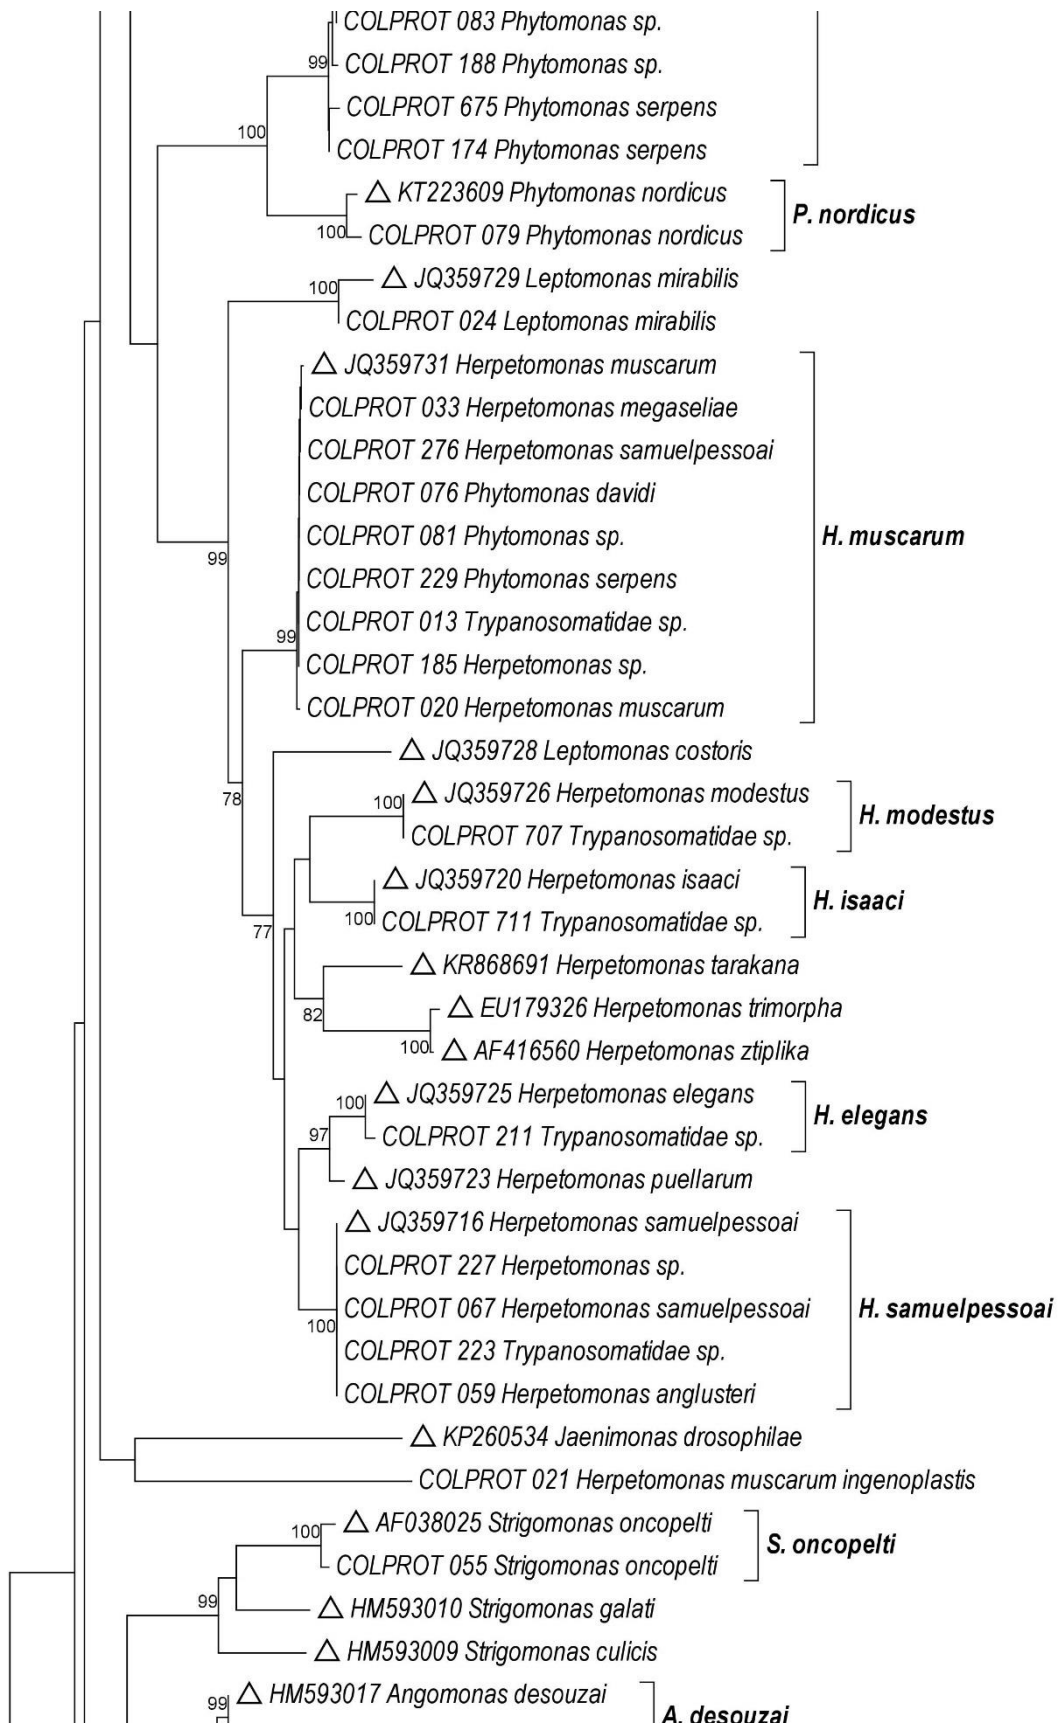 COLPROT 083 Phytomonas sp.
99
COLPROT 188 Phytomonas sp.
COLPROT 675 Phytomonas serpens
100
COLPROT 174 Phytomonas serpens
KT223609 Phytomonas nordicus
P. nordicus
100
COLPROT 079 Phytomonas nordicus
JQ359729 Leptomonas mirabilis
100
COLPROT 024 Leptomonas mirabilis
JQ359731 Herpetomonas muscarum
COLPROT 033 Herpetomonas megaseliae
COLPROT 276 Herpetomonas samuelpessoai
COLPROT 076 Phytomonas davidi
COLPROT 081 Phytomonas sp.
H. muscarum
99
COLPROT 229 Phytomonas serpens
COLPROT 013 Trypanosomatidae sp.
99
COLPROT 185 Herpetomonas sp.
COLPROT 020 Herpetomonas muscarum
JQ359728 Leptomonas costoris
78
100
JQ359726 Herpetomonas modestus
H. modestus
COLPROT 707 Trypanosomatidae sp.
JQ359720 Herpetomonas isaaci
H. isaaci
100
COLPROT 711 Trypanosomatidae sp.
77
KR868691 Herpetomonas tarakana
82
EU179326 Herpetomonas trimorpha
100
AF416560 Herpetomonas ztiplika
JQ359725 Herpetomonas elegans
100
H. elegans
97
COLPROT 211 Trypanosomatidae sp.
JQ359723 Herpetomonas puellarum
JQ359716 Herpetomonas samuelpessoai
COLPROT 227 Herpetomonas sp.
COLPROT 067 Herpetomonas samuelpessoai
H. samuelpessoai
100
COLPROT 223 Trypanosomatidae sp.
COLPROT 059 Herpetomonas anglusteri
KP260534 Jaenimonas drosophilae
COLPROT 021 Herpetomonas muscarum ingenoplastis
AF038025 Strigomonas oncopelti
100
S. oncopelti
COLPROT 055 Strigomonas oncopelti
99
HM593010 Strigomonas galati
HM593009 Strigomonas culicis
99
HM593017 Angomonas desouzai
A. desouzai